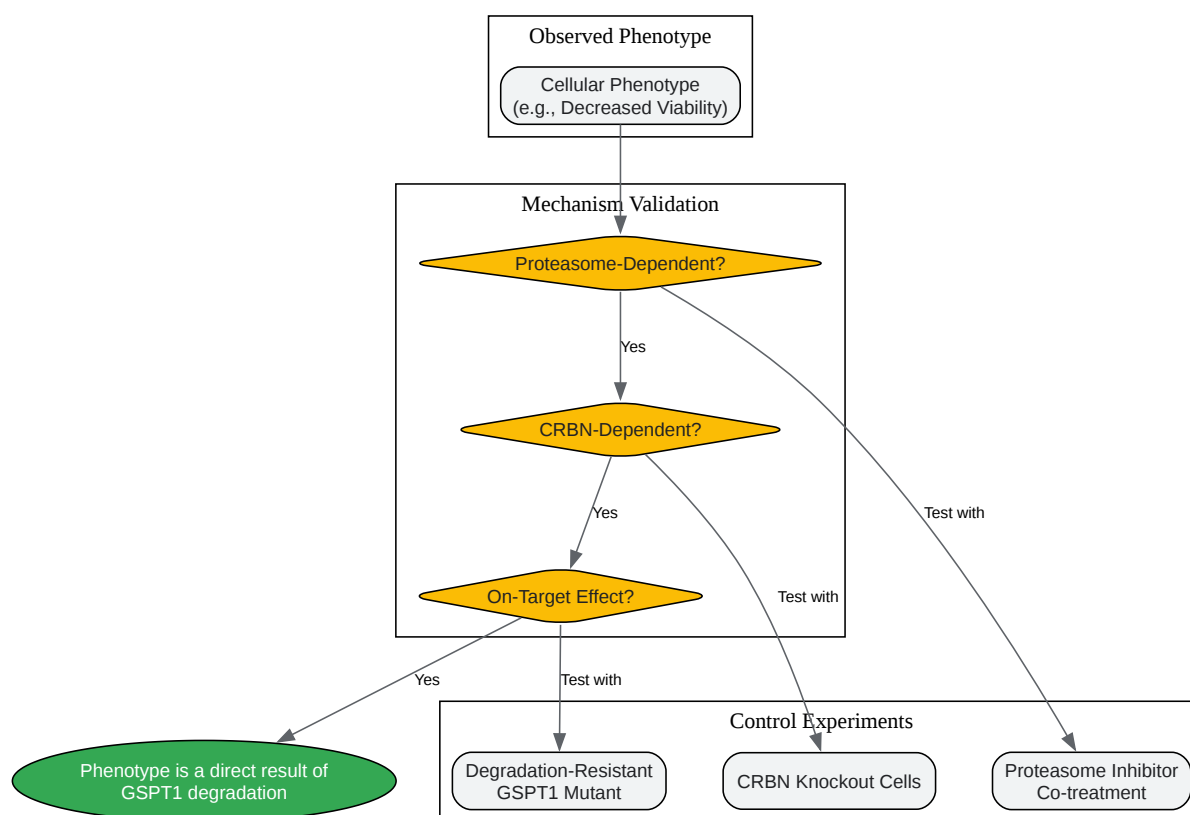 Observed Phenotype
Cellular Phenotype
(e.g., Decreased Viability)
Mechanism Validation
Proteasome-Dependent?
Yes
CRBN-Dependent?
Yes
Test with
Test with
On-Target Effect?
Yes
Test with
Control Experiments
Phenotype is a direct result of
GSPT1 degradation
Degradation-Resistant
GSPT1 Mutant
CRBN Knockout Cells
Proteasome Inhibitor
Co-treatment